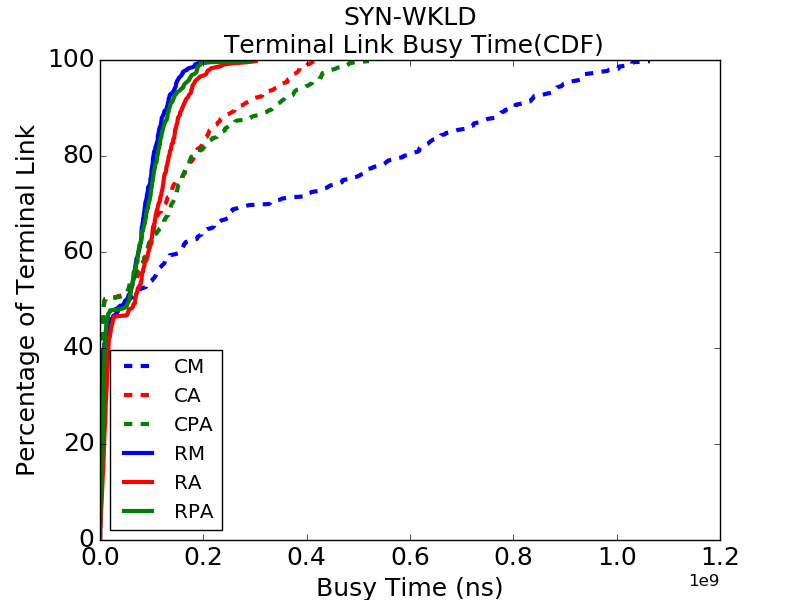 SYN-WKLD
Terminal Link Busy Time(CDF)
Percentage of Terminal Link
100
80
60
40
20
0
CM
CA
CPA
RM
RA
RPA
0.0 0.2 0.4 0.6 0.8 1.0 1.2
1e9
Busy Time (ns)